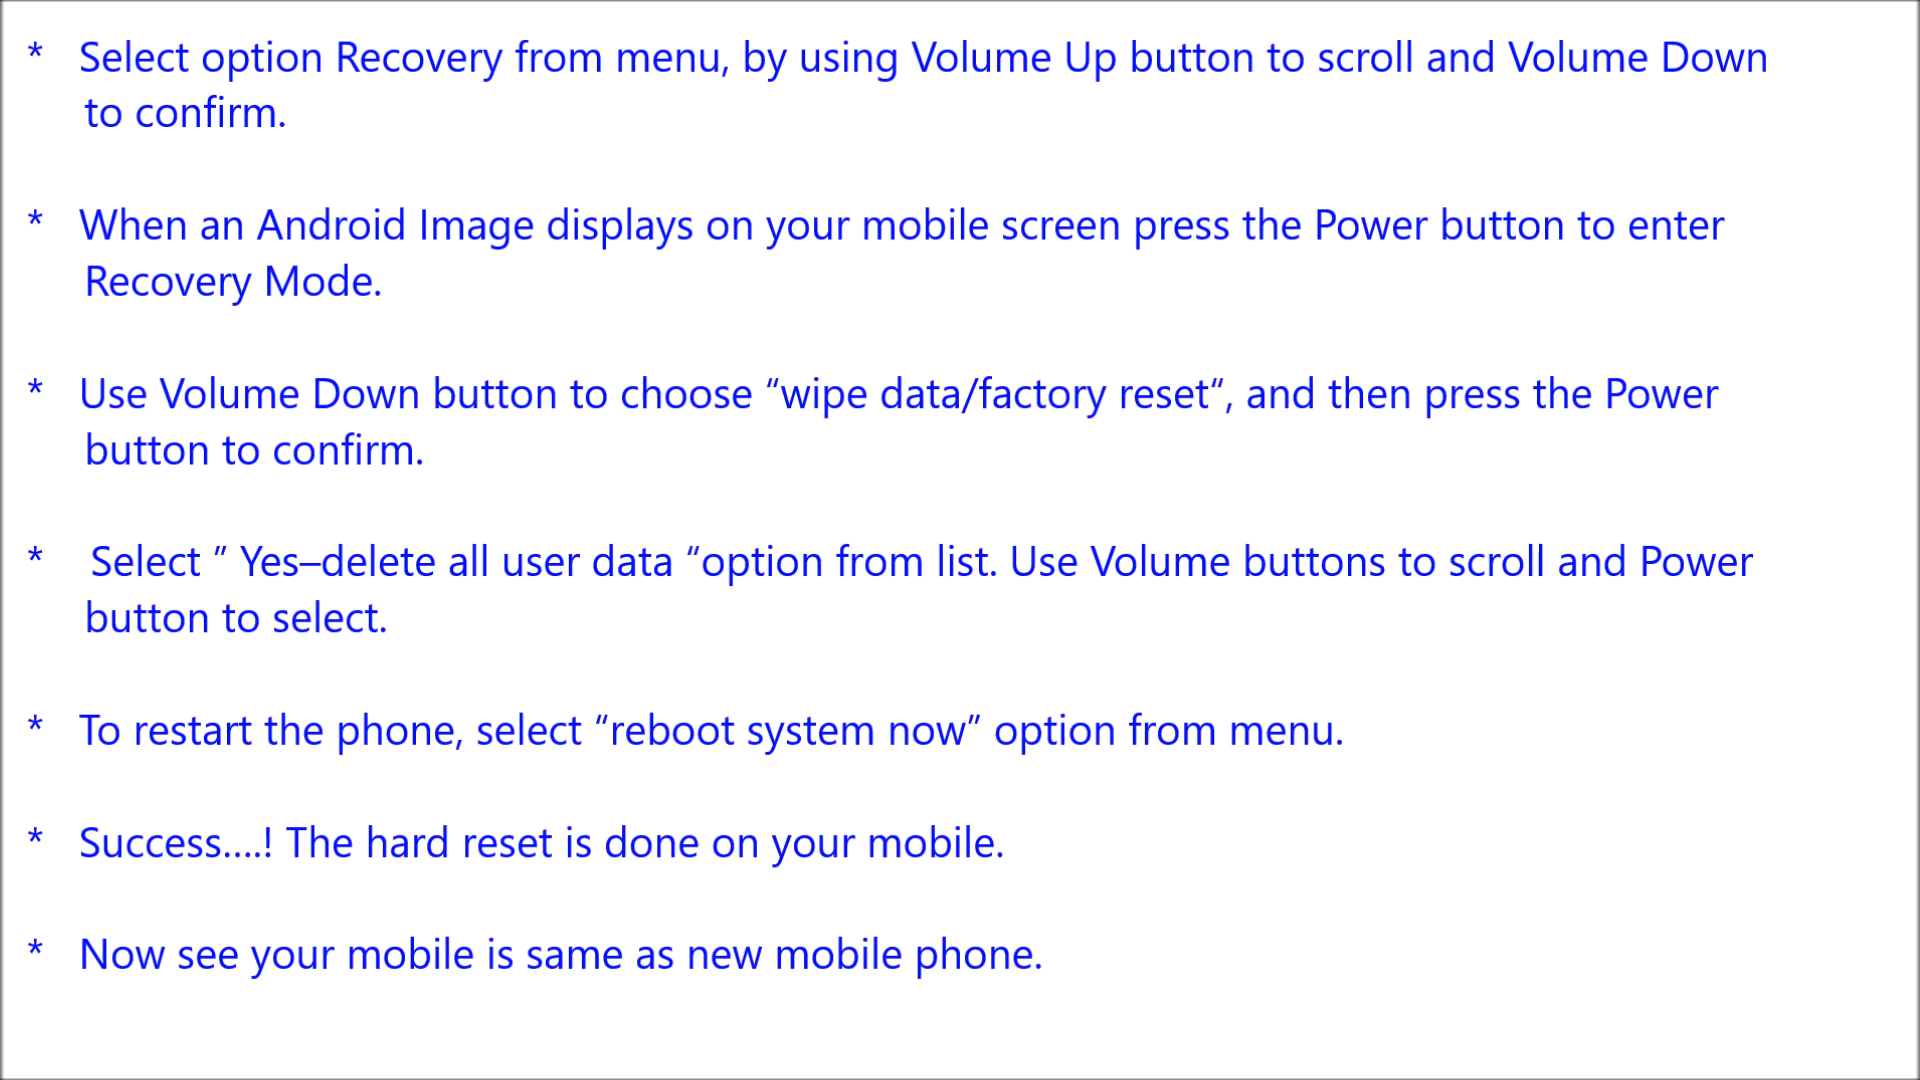 * Select option Recovery from menu, by using Volume Up button to scroll and Volume Down
to confirm.
* When an Android Image displays on your mobile screen press the Power button to enter
Recovery Mode.
* Use Volume Down button to choose “wipe data/factory reset“, and then press the Power
button to confirm.
* Select ” Yes–delete all user data “option from list. Use Volume buttons to scroll and Power
button to select.
* To restart the phone, select “reboot system now” option from menu.
* Success....! The hard reset is done on your mobile.
* Now see your mobile is same as new mobile phone.